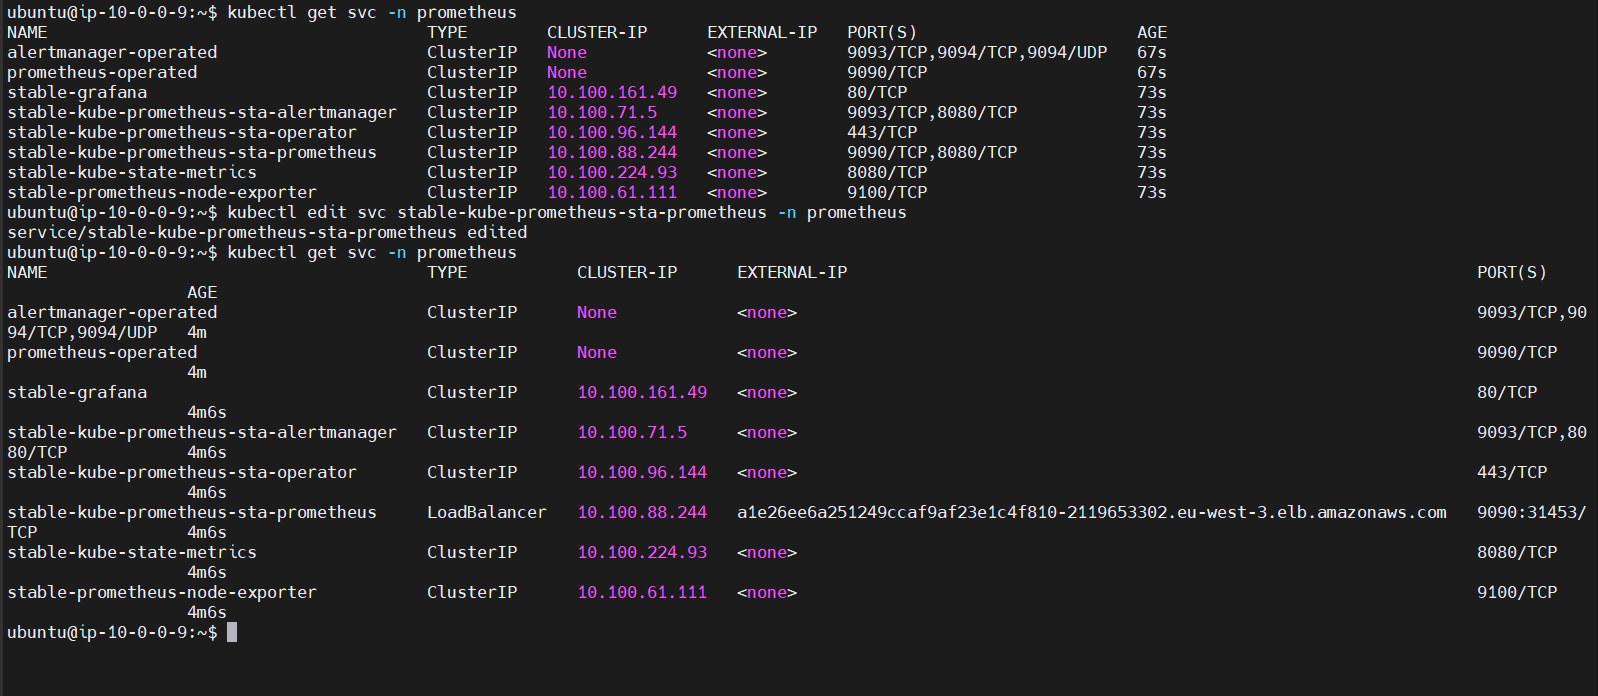 ubuntu@ip-10-0-0-9:~$ kubectl get svc -n prometheus
NAME TYPE CLUSTER-IP EXTERNAL-IP PORT(S) AGE
alertmanager-operated ClusterIP None <none> 9093/TCP,9094/TCP,9094/UDP 67s
prometheus-operated ClusterIP None <none> 9090/TCP 67s
stable-grafana ClusterIP 10.100.161.49 <none> 80/TCP 73s
stable-kube-prometheus-sta-alertmanager ClusterIP 10.100.71.5 <none> 9093/TCP,8080/TCP 73s
stable-kube-prometheus-sta-operator ClusterIP 10.100.96.144 <none> 443/TCP 73s
stable-kube-prometheus-sta-prometheus ClusterIP 10.100.88.244 <none> 9090/TCP,8080/TCP 73s
stable-kube-state-metrics ClusterIP 10.100.224.93 <none> 8080/TCP 73s
stable-prometheus-node-exporter ClusterIP 10.100.61.111 <none> 9100/TCP 73s
ubuntu@ip-10-0-0-9:~$ kubectl edit svc stable-kube-prometheus-sta-prometheus -n prometheus
service/stable-kube-prometheus-sta-prometheus edited
ubuntu@ip-10-0-0-9:~$ kubectl get svc -n prometheus
NAME TYPE CLUSTER-IP EXTERNAL-IP PORT(S)
AGE
alertmanager-operated ClusterIP None <none> 9093/TCP,90
94/TCP,9094/UDP 4m
prometheus-operated ClusterIP None <none> 9090/TCP
4m
stable-grafana ClusterIP 10.100.161.49 <none> 80/TCP
4m6s
stable-kube-prometheus-sta-alertmanager ClusterIP 10.100.71.5 <none> 9093/TCP,80
80/TCP 4m6s
stable-kube-prometheus-sta-operator ClusterIP 10.100.96.144 <none> 443/TCP
4m6s
stable-kube-prometheus-sta-prometheus LoadBalancer 10.100.88.244 a1e26ee6a251249ccaf9af23e1c4f810-2119653302.eu-west-3.elb.amazonaws.com 9090:31453/
TCP 4m6s
stable-kube-state-metrics ClusterIP 10.100.224.93 <none> 8080/TCP
4m6s
stable-prometheus-node-exporter ClusterIP 10.100.61.111 <none> 9100/TCP
4m6s
ubuntu@ip-10-0-0-9:~$